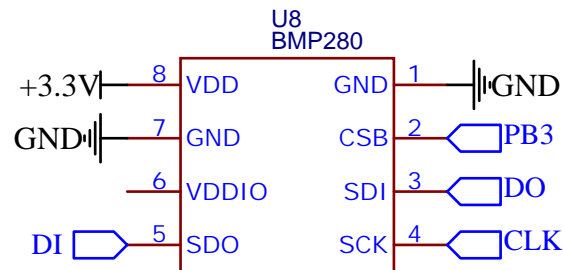 U8
BMP280
+3.3V 8 VDD GND 1 GND
GND 7 GND CSB 2 PB3
6 VDDIO SDI 3 DO
DI 5 SDO SCK 4 CLK